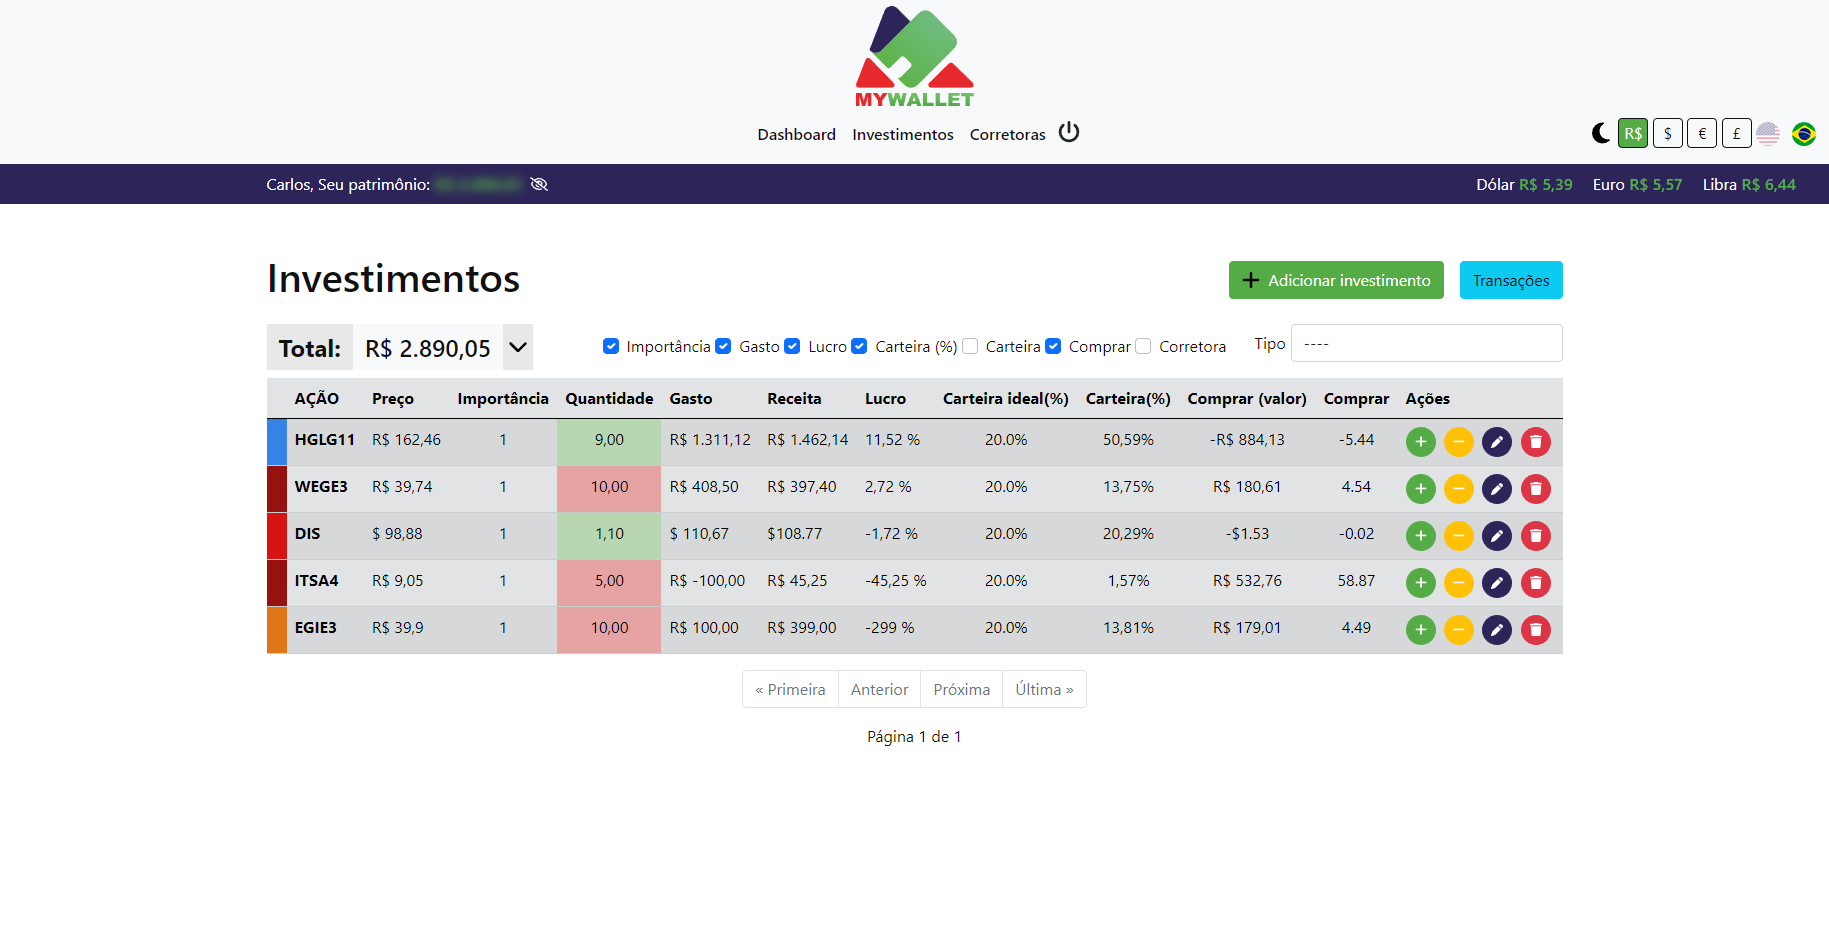 MYWALLET
Dashboard Investimentos Corretoras
R$ $ € £
Carlos, Seu patrimônio:
Dólar R$ 5,39 Euro R$ 5,57 Libra R$ 6,44
Investimentos
Adicionar investimento Transações
Total: R$ 2.890,05
Importância Gasto Lucro Carteira (%) Carteira Comprar Corretora Tipo ----
AÇÃO Preço Importância Quantidade Gasto Receita Lucro Carteira ideal(%) Carteira(%) Comprar (valor) Comprar Ações
HGLG11 R$ 162,46 1 9,00 R$ 1.311,12 R$ 1.462,14 11,52 % 20.0% 50,59% -R$ 884,13 -5.44
WEGE3 R$ 39,74 1 10,00 R$ 408,50 R$ 397,40 2,72 % 20.0% 13,75% R$ 180,61 4.54
DIS $ 98,88 1 1,10 $ 110,67 $108.77 -1,72 % 20.0% 20,29% -$1.53 -0.02
ITSA4 R$ 9,05 1 5,00 R$ -100,00 R$ 45,25 -45,25 % 20.0% 1,57% R$ 532,76 58.87
EGIE3 R$ 39,9 1 10,00 R$ 100,00 R$ 399,00 -299 % 20.0% 13,81% R$ 179,01 4.49
« Primeira Anterior Próxima Última »
Página 1 de 1